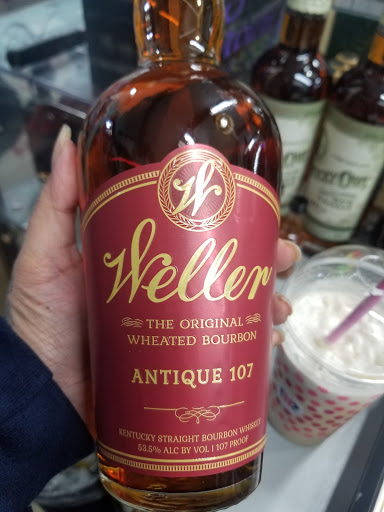 W
Weller
THE ORIGINAL
WHEATED BOURBON
ANTIQUE 107
KENTUCKY STRAIGHT BOURBON WHISKEY
53.5% ALC BY VOL | 107 PROOF